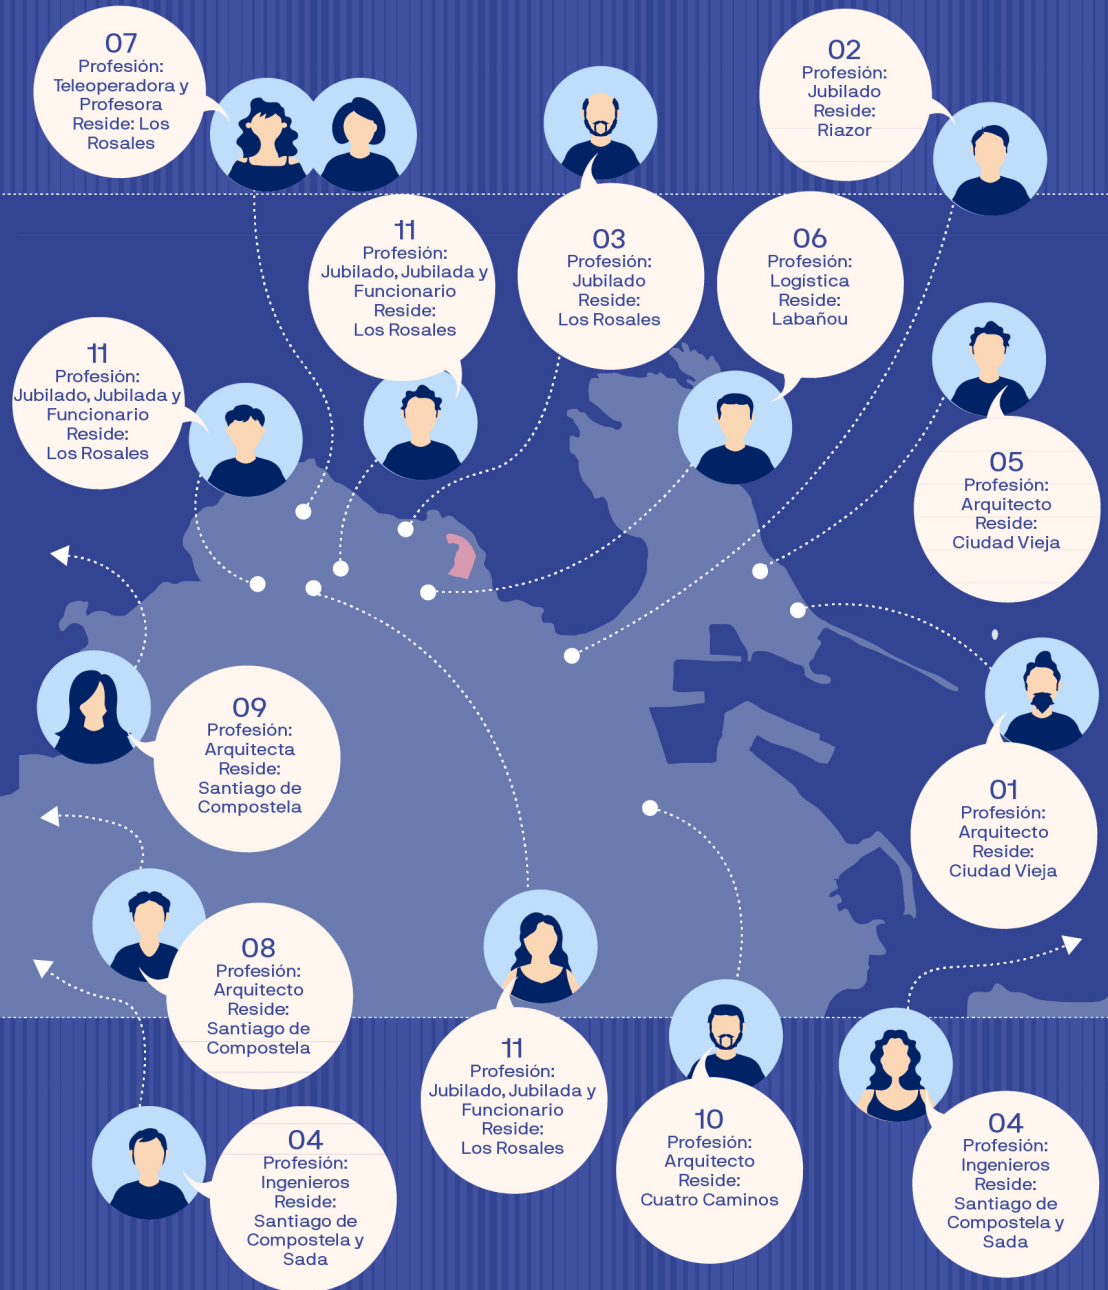 07
Profesión:
Teleoperadora y
Profesora
Reside: Los
Rosales
02
Profesión:
Jubilado
Reside:
Riazor
11
Profesión:
Jubilado, Jubilada y
Funcionario
Reside:
Los Rosales
03
Profesión:
Jubilado
Reside:
Los Rosales
06
Profesión:
Logística
Reside:
Labañou
11
Profesión:
Jubilado, Jubilada y
Funcionario
Reside:
Los Rosales
05
Profesión:
Arquitecto
Reside:
Ciudad Vieja
09
Profesión:
Arquitecta
Reside:
Santiago de
Compostela
01
Profesión:
Arquitecto
Reside:
Ciudad Vieja
08
Profesión:
Arquitecto
Reside:
Santiago de
Compostela
11
Profesión:
Jubilado, Jubilada y
Funcionario
Reside:
Los Rosales
10
Profesión:
Arquitecto
Reside:
Cuatro Caminos
04
Profesión:
Ingenieros
Reside:
Santiago de
Compostela y
Sada
04
Profesión:
Ingenieros
Reside:
Santiago de
Compostela y
Sada